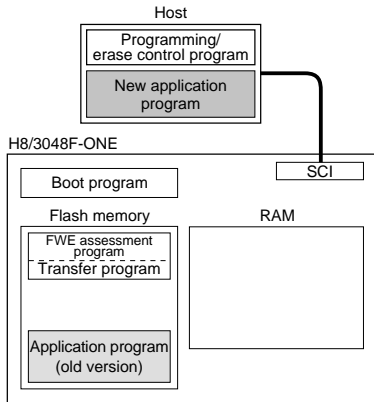 Host
Programming/
erase control program
New application
program
H8/3048F-ONE
SCI
Boot program
Flash memory
RAM
FWE assessment
program
Transfer program
Application program
(old version)